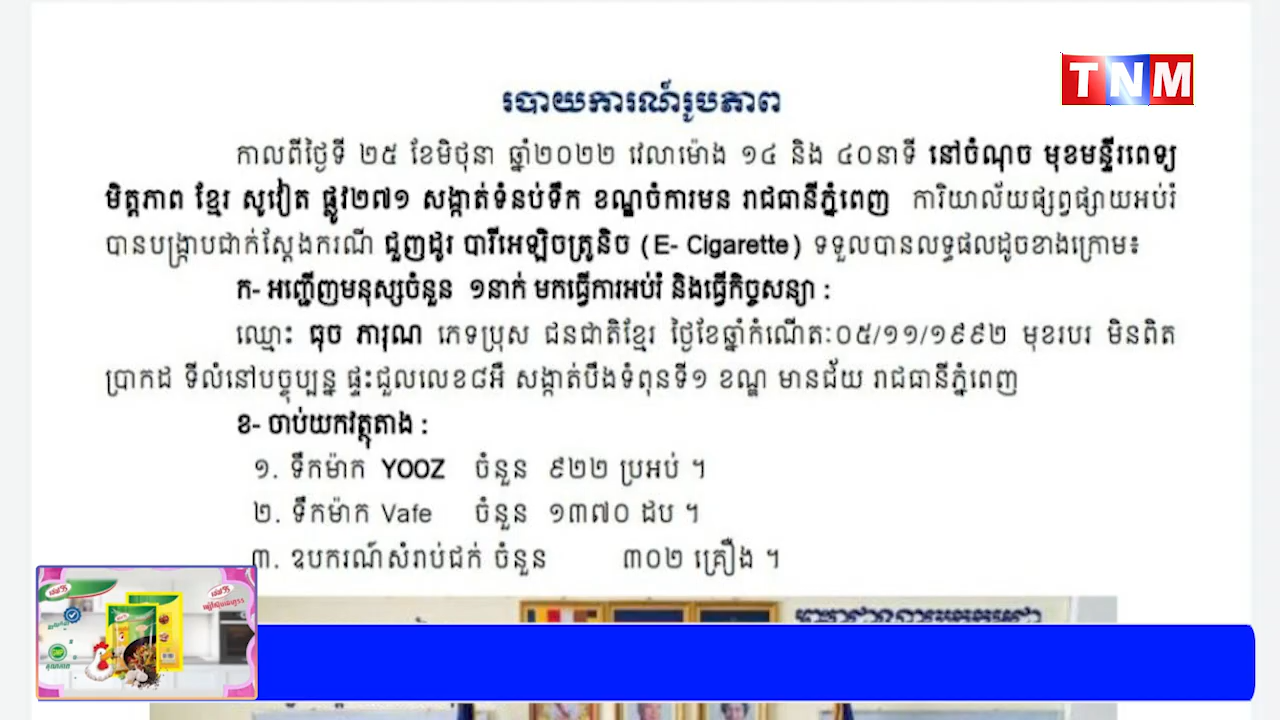 TNM
របាយការណ៍រូបភាព
កាលពីថ្ងៃទី ២៥ ខែមិថុនា ឆ្នាំ២០២២ វេលាម៉ោង ១៤ និង ៤០នាទី នៅចំណុច មុខមន្ទីរពេទ្យ
មិត្តភាព ខ្មែរ សូវៀត ផ្លូវ២៧១ សង្កាត់ទំនប់ទឹក ខណ្ឌចំការមន រាជធានីភ្នំពេញ ការិយាល័យផ្សព្វផ្សាយអប់រំ
បានបង្ក្រាបជាក់ស្តែងករណី ជួញដូរ បារីអេឡិចត្រូនិច (E- Cigarette) ទទួលបានលទ្ធផលដូចខាងក្រោម៖
ក- អញ្ជើញមនុស្សចំនួន ១នាក់ មកធ្វើការអប់រំ និងធ្វើកិច្ចសន្យា :
ឈ្មោះ ធុច ភារុណ ភេទប្រុស ជនជាតិខ្មែរ ថ្ងៃខែឆ្នាំកំណើតៈ០៥/១១/១៩៩២ មុខរបរ មិនពិត
ប្រាកដ ទីលំនៅបច្ចុប្បន្ន ផ្ទះជួលលេខ៨អឺ សង្កាត់បឹងទំពុនទី១ ខណ្ឌ មានជ័យ រាជធានីភ្នំពេញ
ខ- ចាប់យកវត្ថុតាង :
១. ទឹកម៉ាក YOOZ ចំនួន ៩២២ ប្រអប់ ។
២. ទឹកម៉ាក Vafe ចំនួន ១៣៧០ ដប ។
៣. ឧបករណ៍សំរាប់ជក់ ចំនួន ៣០២ គ្រឿង ។